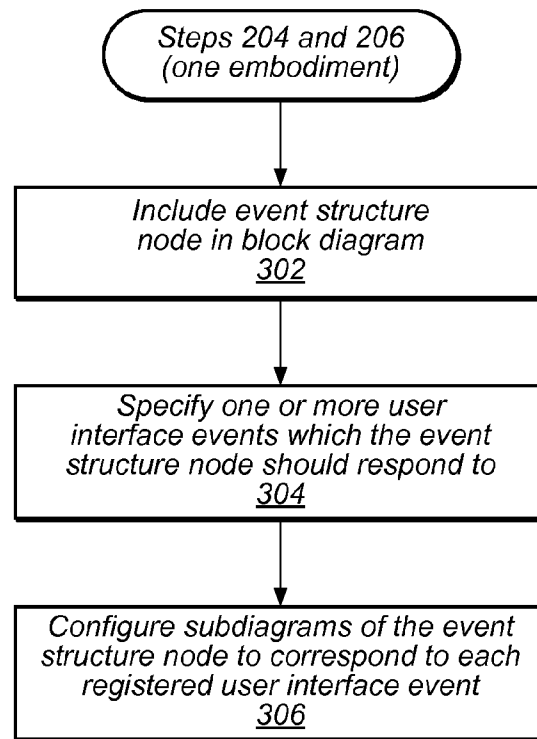 Steps 204 and 206
(one embodiment)
Include event structure
node in block diagram
302
Specify one or more user
interface events which the event
structure node should respond to
304
Configure subdiagrams of the event
structure node to correspond to each
registered user interface event
306